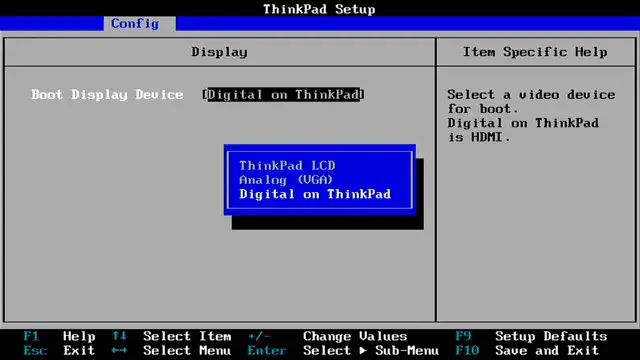 ThinkPad Setup
Config
Display
Item Specific Help
Boot Display Device [Digital on ThinkPad]
Select a video device
for boot.
Digital on ThinkPad
is HDMI.
ThinkPad LCD
Analog (VGA)
Digital on ThinkPad
F1 Help ↑↓ Select Item +/- Change Values F9 Setup Defaults
Esc Exit ←→ Select Menu Enter Select ▶ Sub-Menu F10 Save and Exit